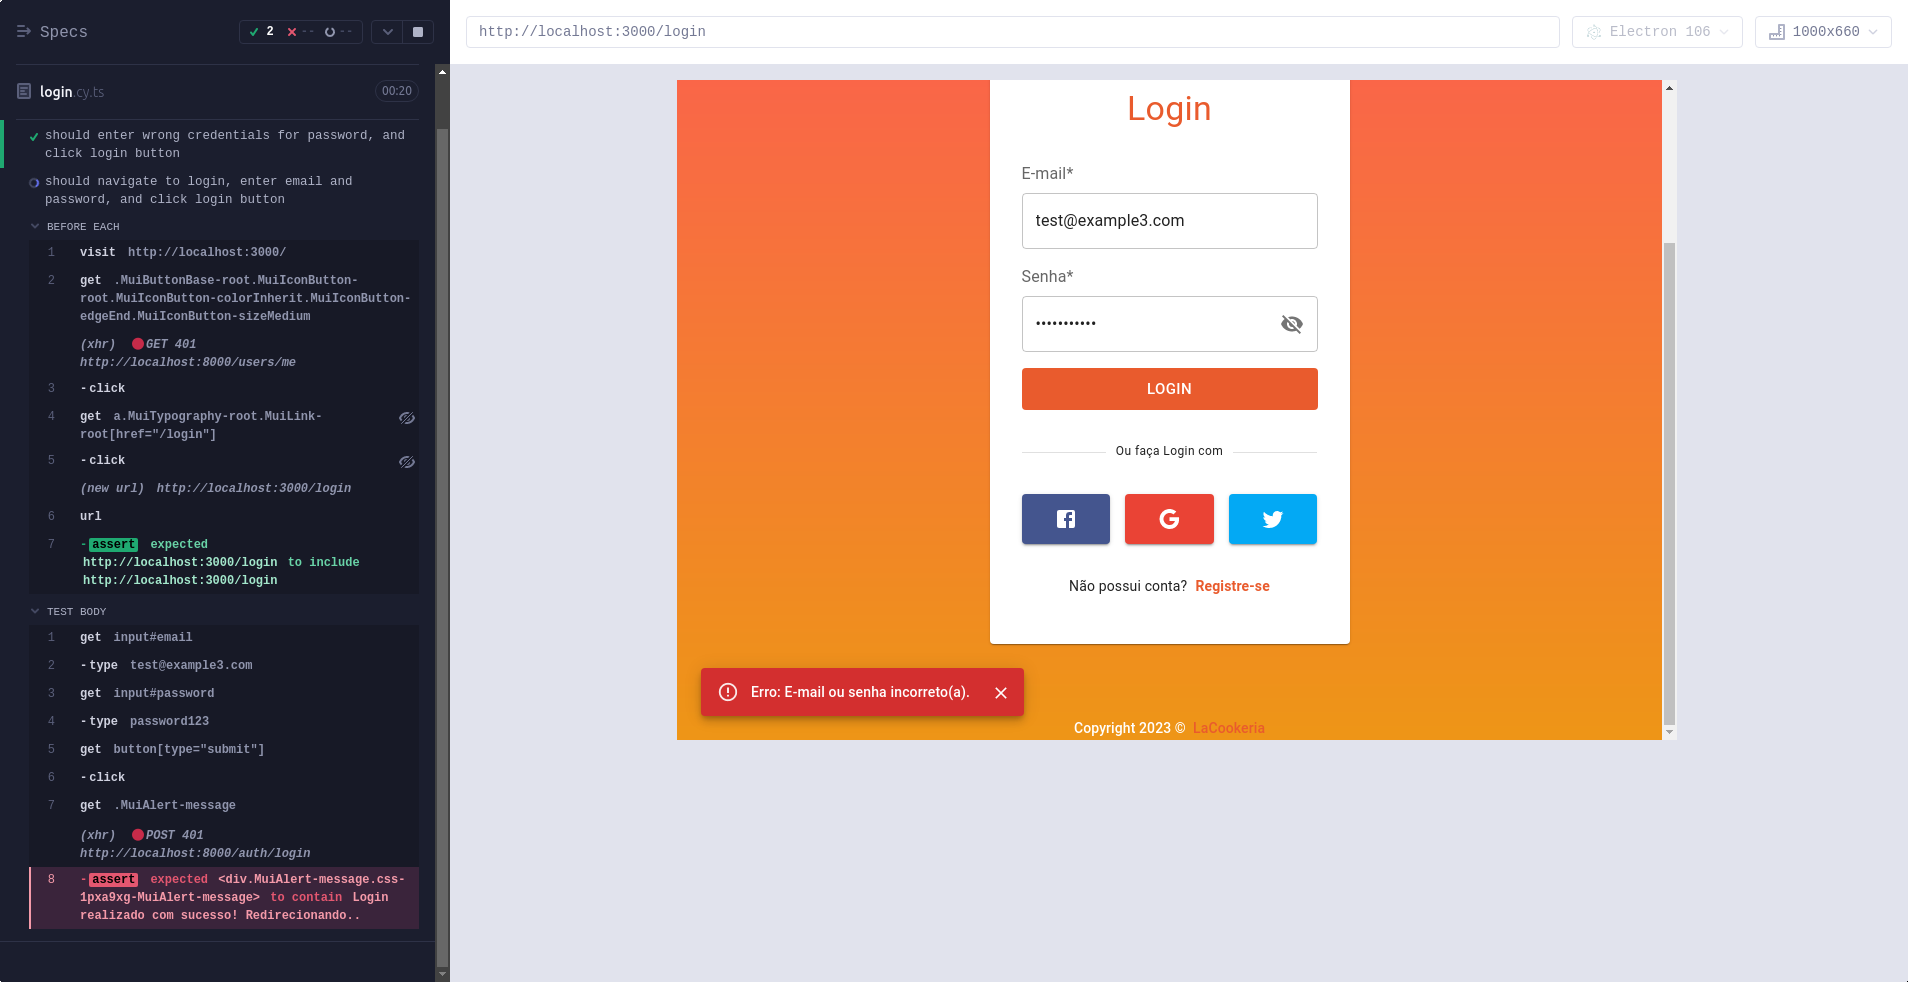 Specs
2 -- --
login.cy.ts 00:20
should enter wrong credentials for password, and
click login button
should navigate to login, enter email and
password, and click login button
BEFORE EACH
1 visit http://localhost:3000/
2 get .MuiButtonBase-root.MuiIconButton-
root.MuiIconButton-colorInherit.MuiIconButton-
edgeEnd.MuiIconButton-sizeMedium
(xhr) GET 401
http://localhost:8000/users/me
3 -click
4 get a.MuiTypography-root.MuiLink-
root[href="/login"]
5 -click
(new url) http://localhost:3000/login
6 url
7 -assert expected
http://localhost:3000/login to include
http://localhost:3000/login
TEST BODY
1 get input#email
2 -type test@example3.com
3 get input#password
4 -type password123
5 get button[type="submit"]
6 -click
7 get .MuiAlert-message
(xhr) POST 401
http://localhost:8000/auth/login
8 -assert expected <div.MuiAlert-message.css-
1pxa9xg-MuiAlert-message> to contain Login
realizado com sucesso! Redirecionando..
http://localhost:3000/login
Electron 106
1000x660
Login
E-mail*
test@example3.com
Senha*
•••••••••••
LOGIN
Ou faça Login com
Não possui conta? Registre-se
Erro: E-mail ou senha incorreto(a).
Copyright 2023 © LaCookeria